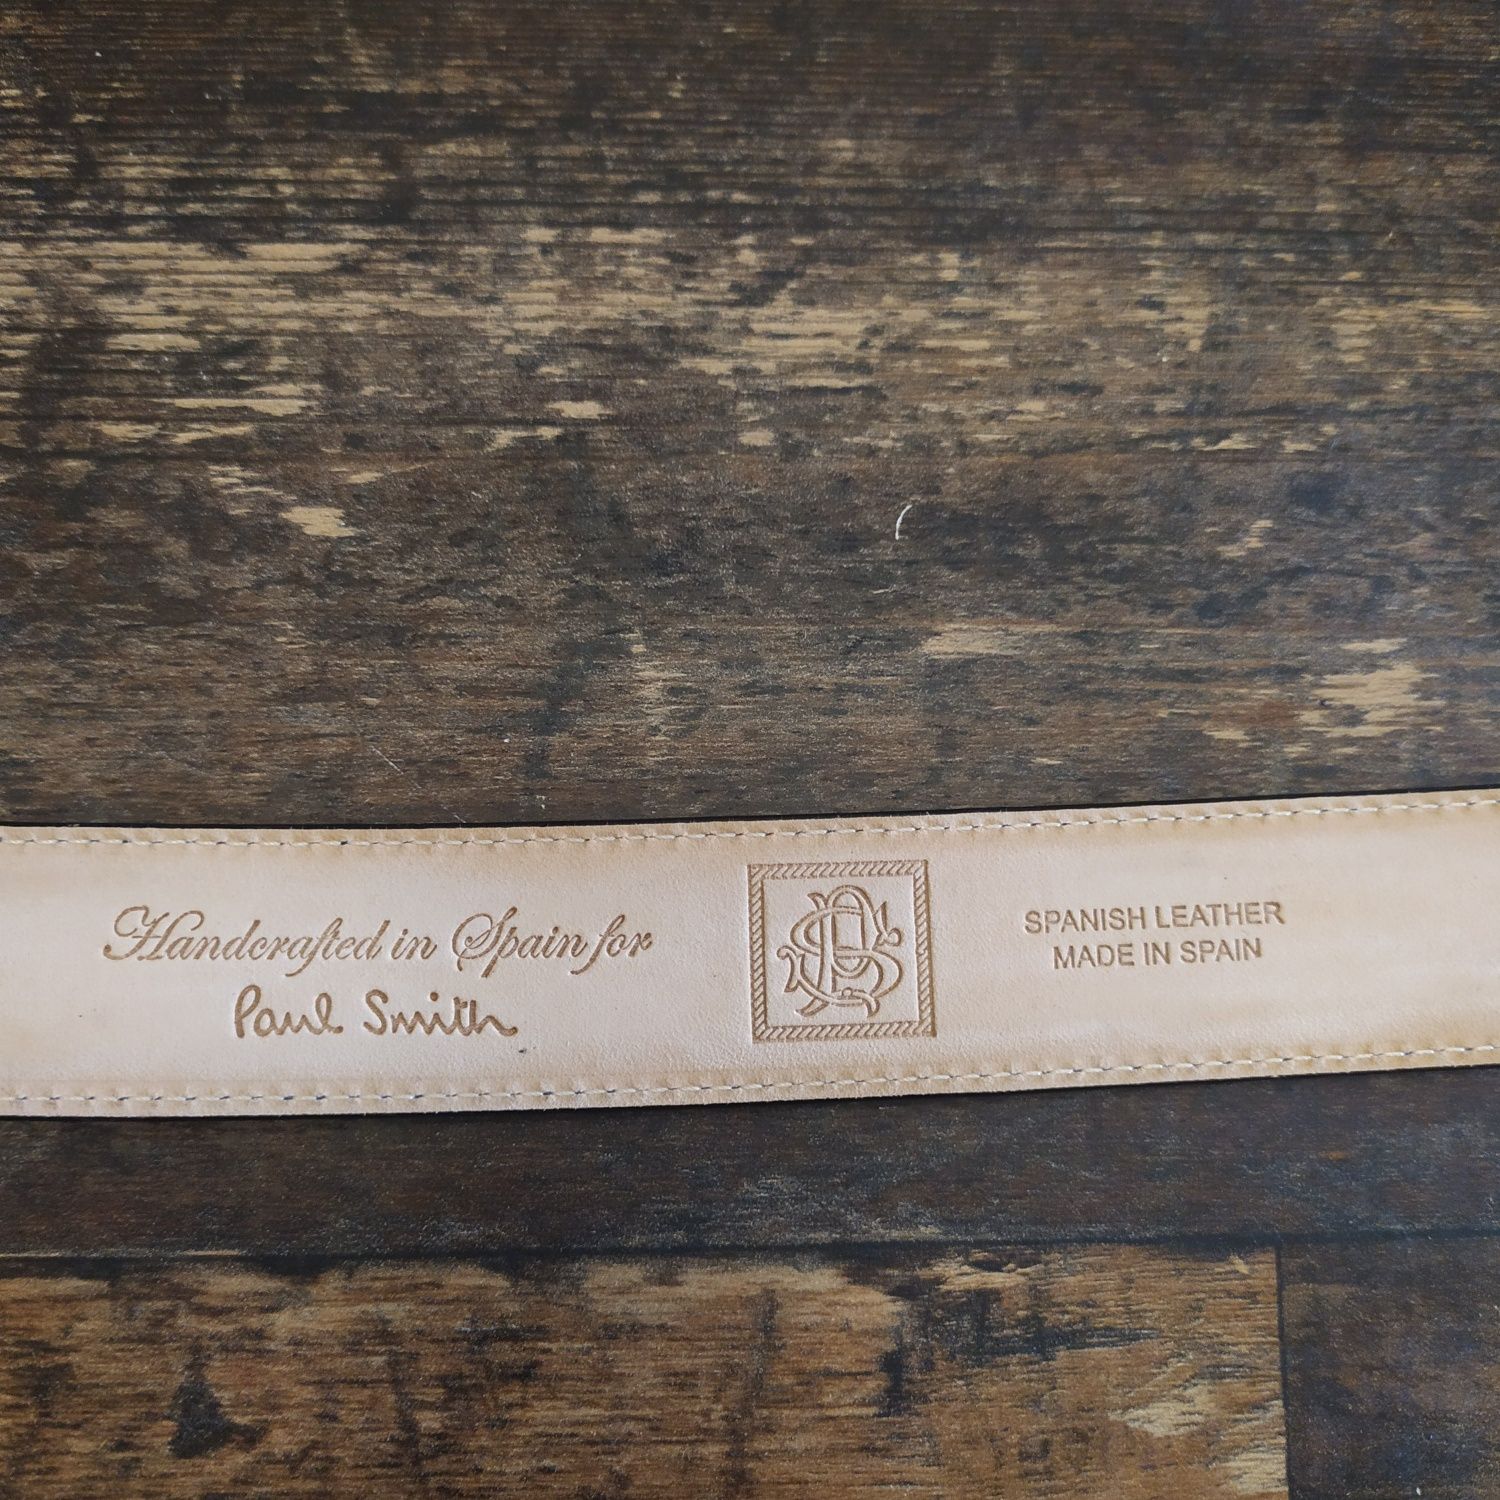 Handcrafted in Spain for
Paul Smith
SPANISH LEATHER
MADE IN SPAIN